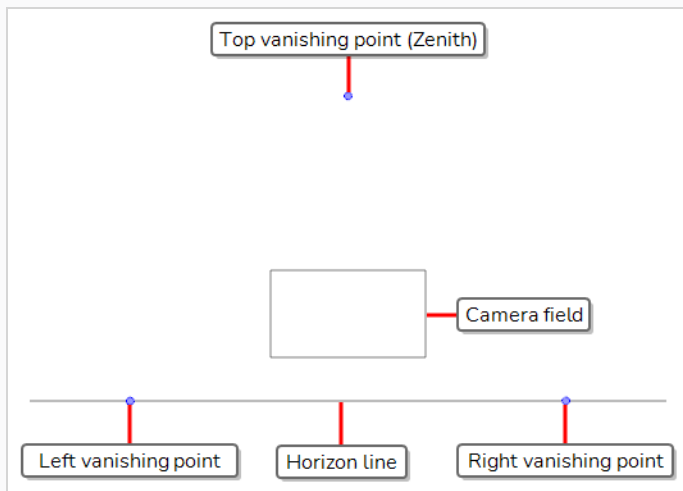 Top vanishing point (Zenith)
Camera field
Left vanishing point
Horizon line
Right vanishing point